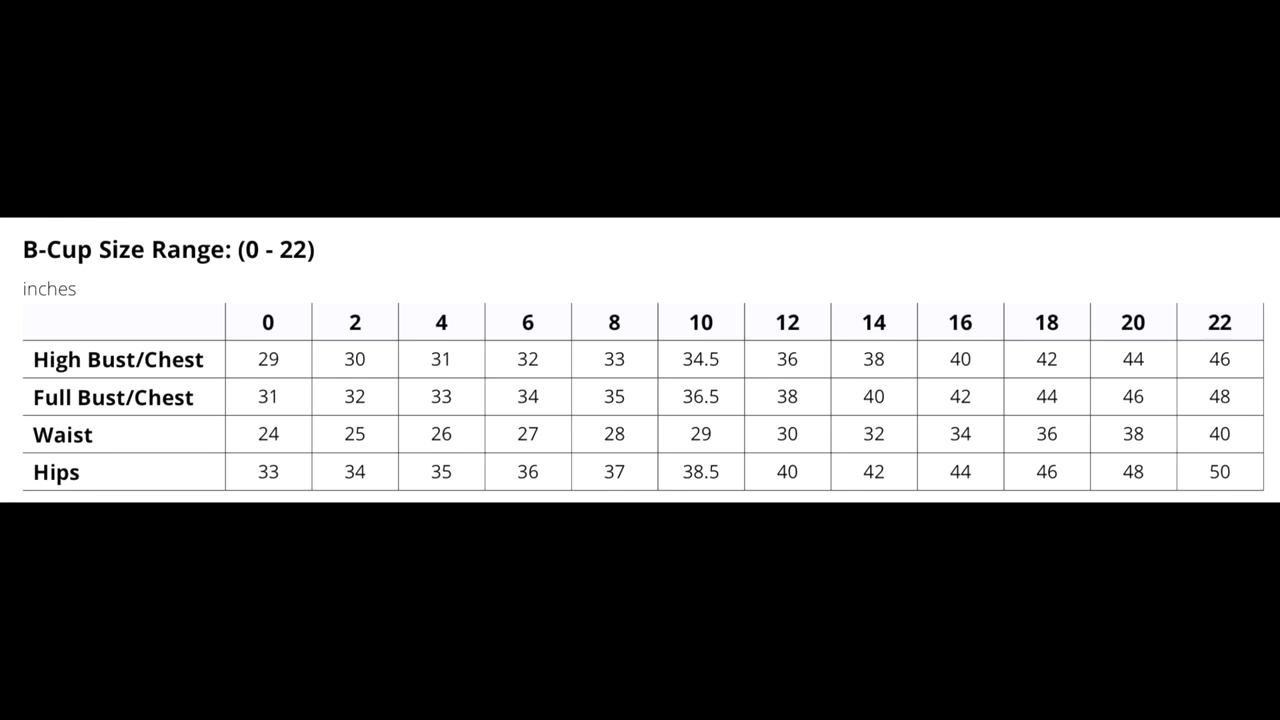 B-Cup Size Range: (0 - 22)
inches
0 2 4 6 8 10 12 14 16 18 20 22
High Bust/Chest 29 30 31 32 33 34.5 36 38 40 42 44 46
Full Bust/Chest 31 32 33 34 35 36.5 38 40 42 44 46 48
Waist 24 25 26 27 28 29 30 32 34 36 38 40
Hips 33 34 35 36 37 38.5 40 42 44 46 48 50